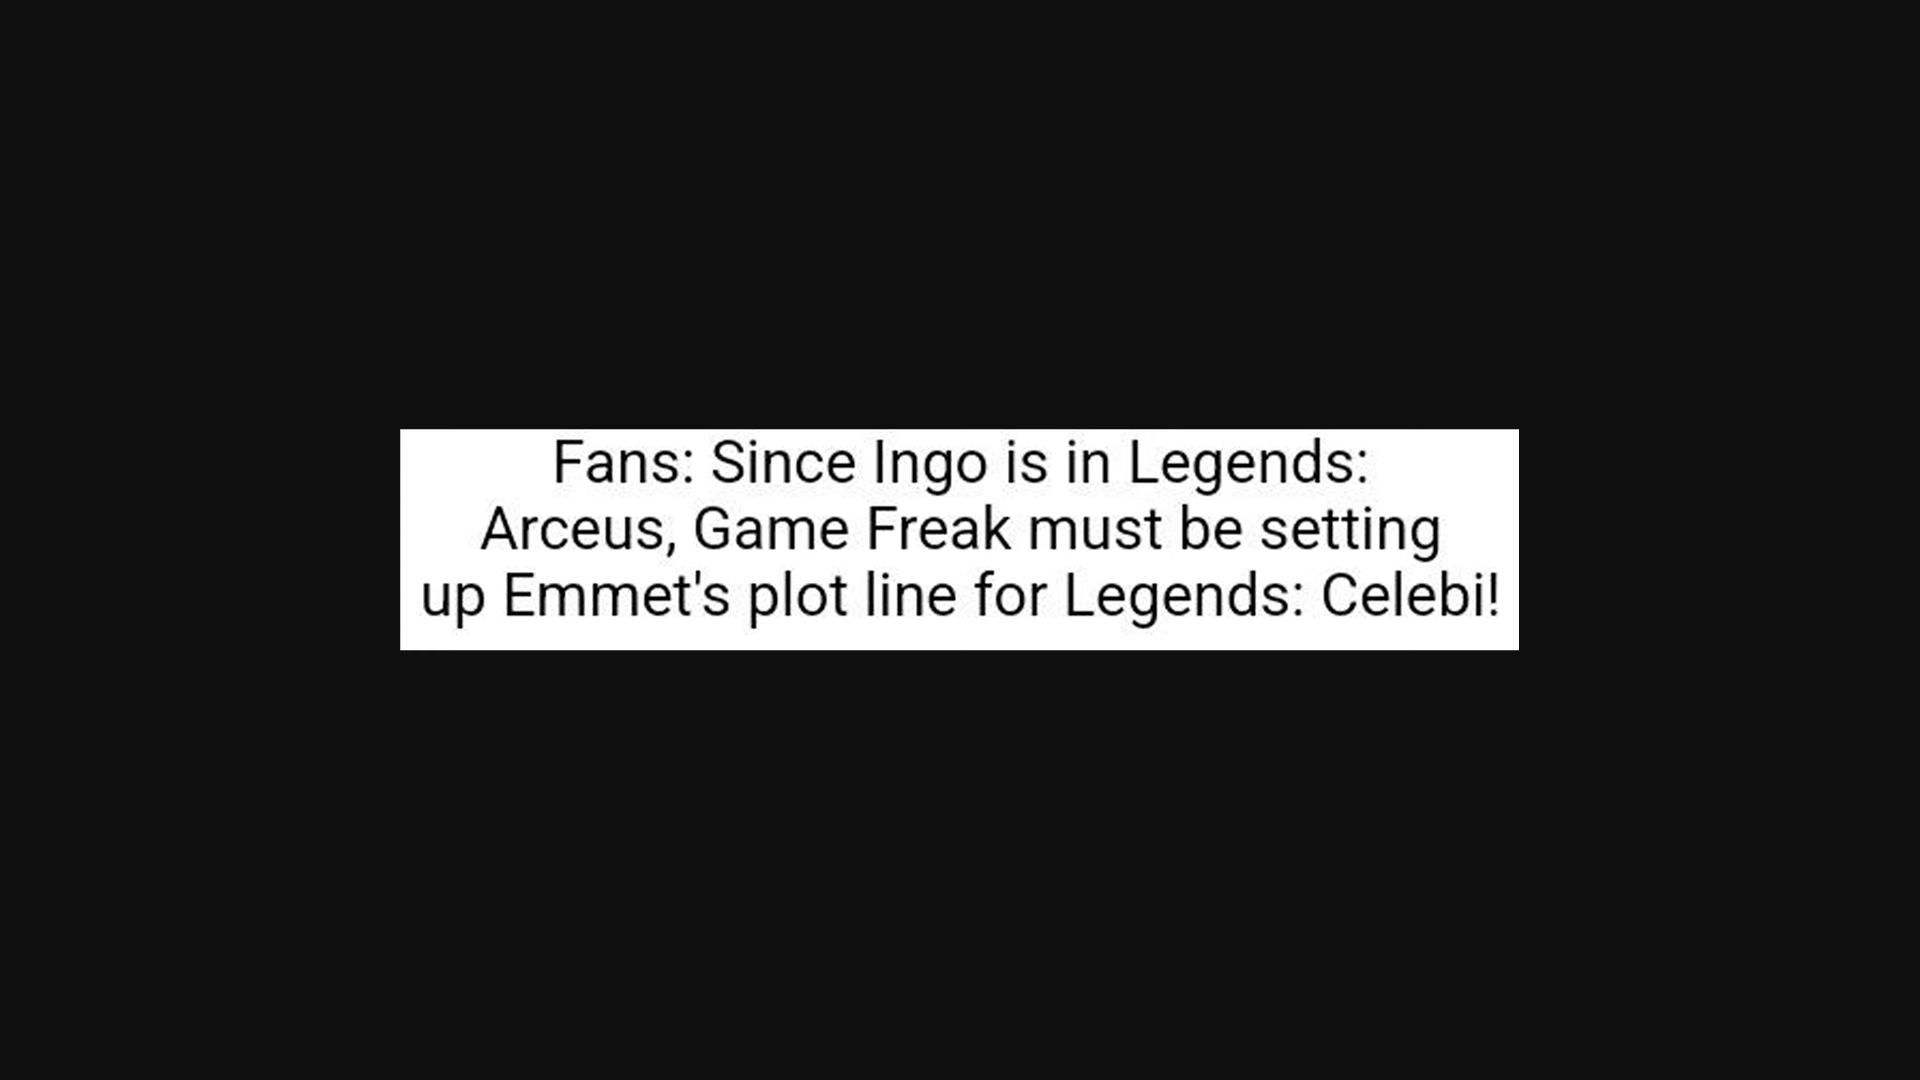 Fans: Since Ingo is in Legends:
Arceus, Game Freak must be setting
up Emmet's plot line for Legends: Celebi!